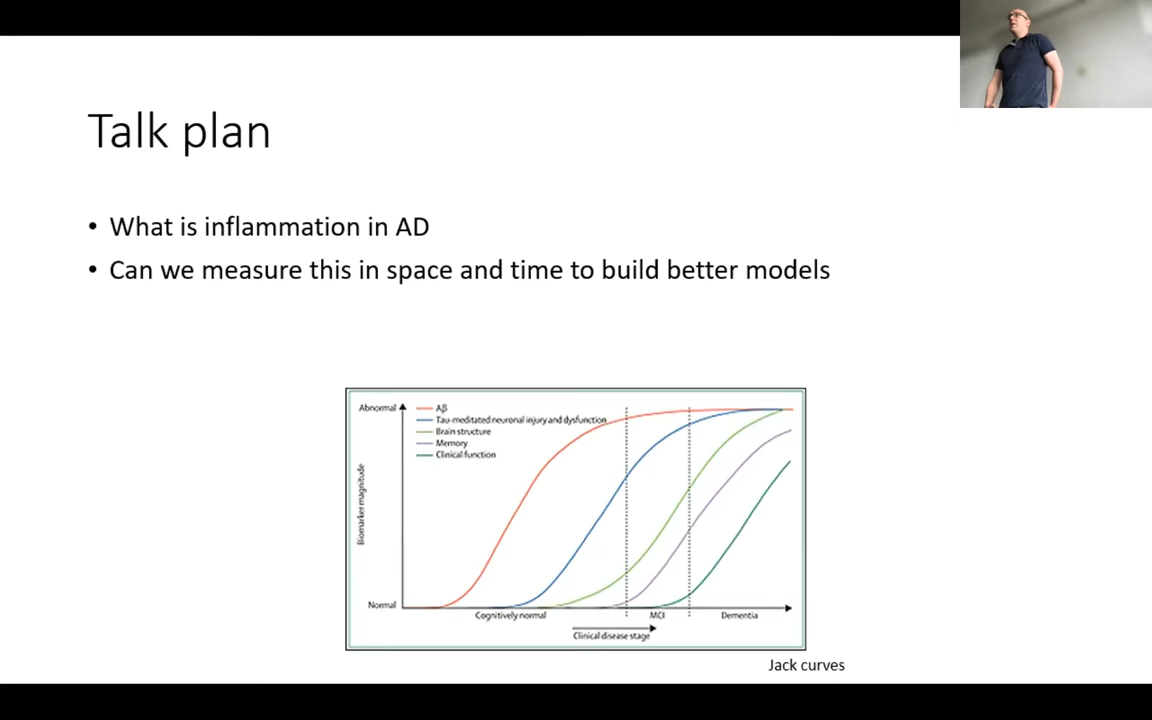 Talk plan
• What is inflammation in AD
• Can we measure this in space and time to build better models
Abnormal
Aβ
Tau-meditated neuronal injury and dysfunction
Brain structure
Memory
Clinical function
Biomarker magnitude
Normal
Cognitively normal
MCI
Dementia
Clinical disease stage
Jack curves